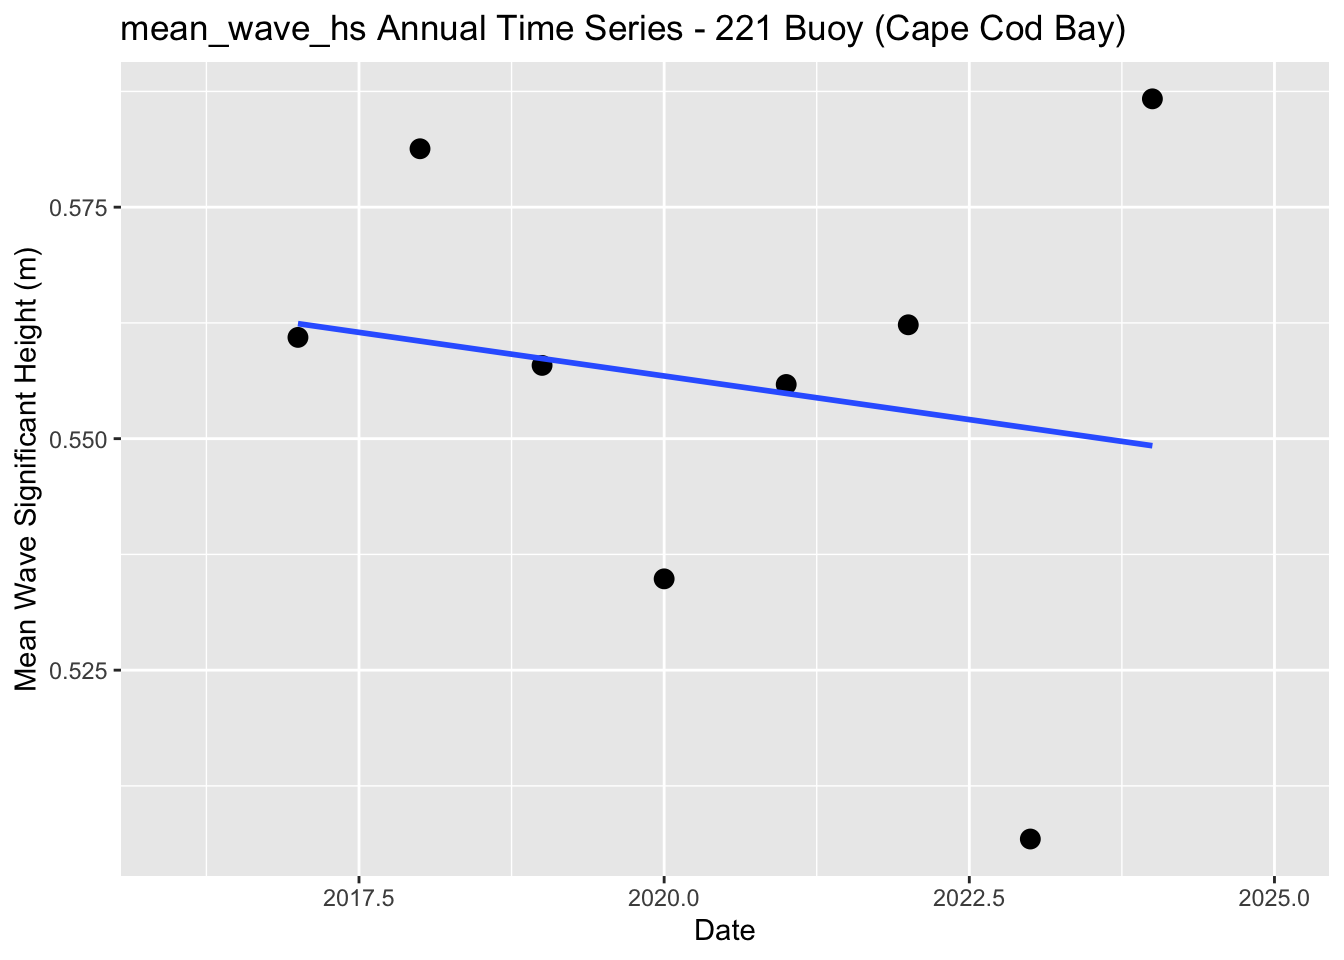 mean_wave_hs Annual Time Series - 221 Buoy (Cape Cod Bay)
Mean Wave Significant Height (m)
0.575
0.550
0.525
2017.5
2020.0
2022.5
2025.0
Date